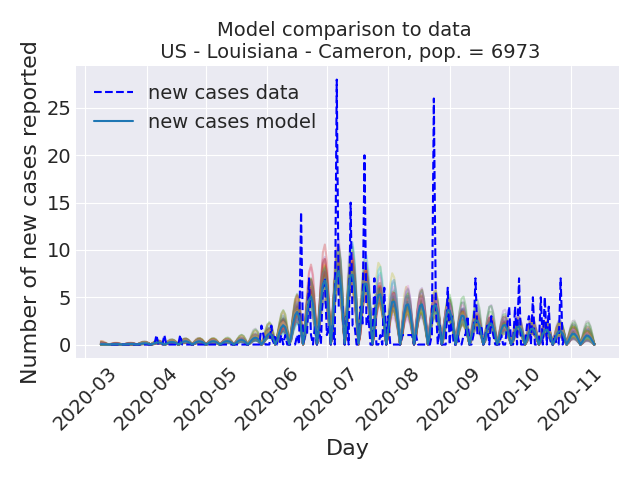 Model comparison to data
US - Louisiana - Cameron, pop. = 6973
Number of new cases reported
new cases data
new cases model
25
20
15
10
5
0
2020-03
2020-04
2020-05
2020-06
2020-07
2020-08
2020-09
2020-10
2020-11
Day